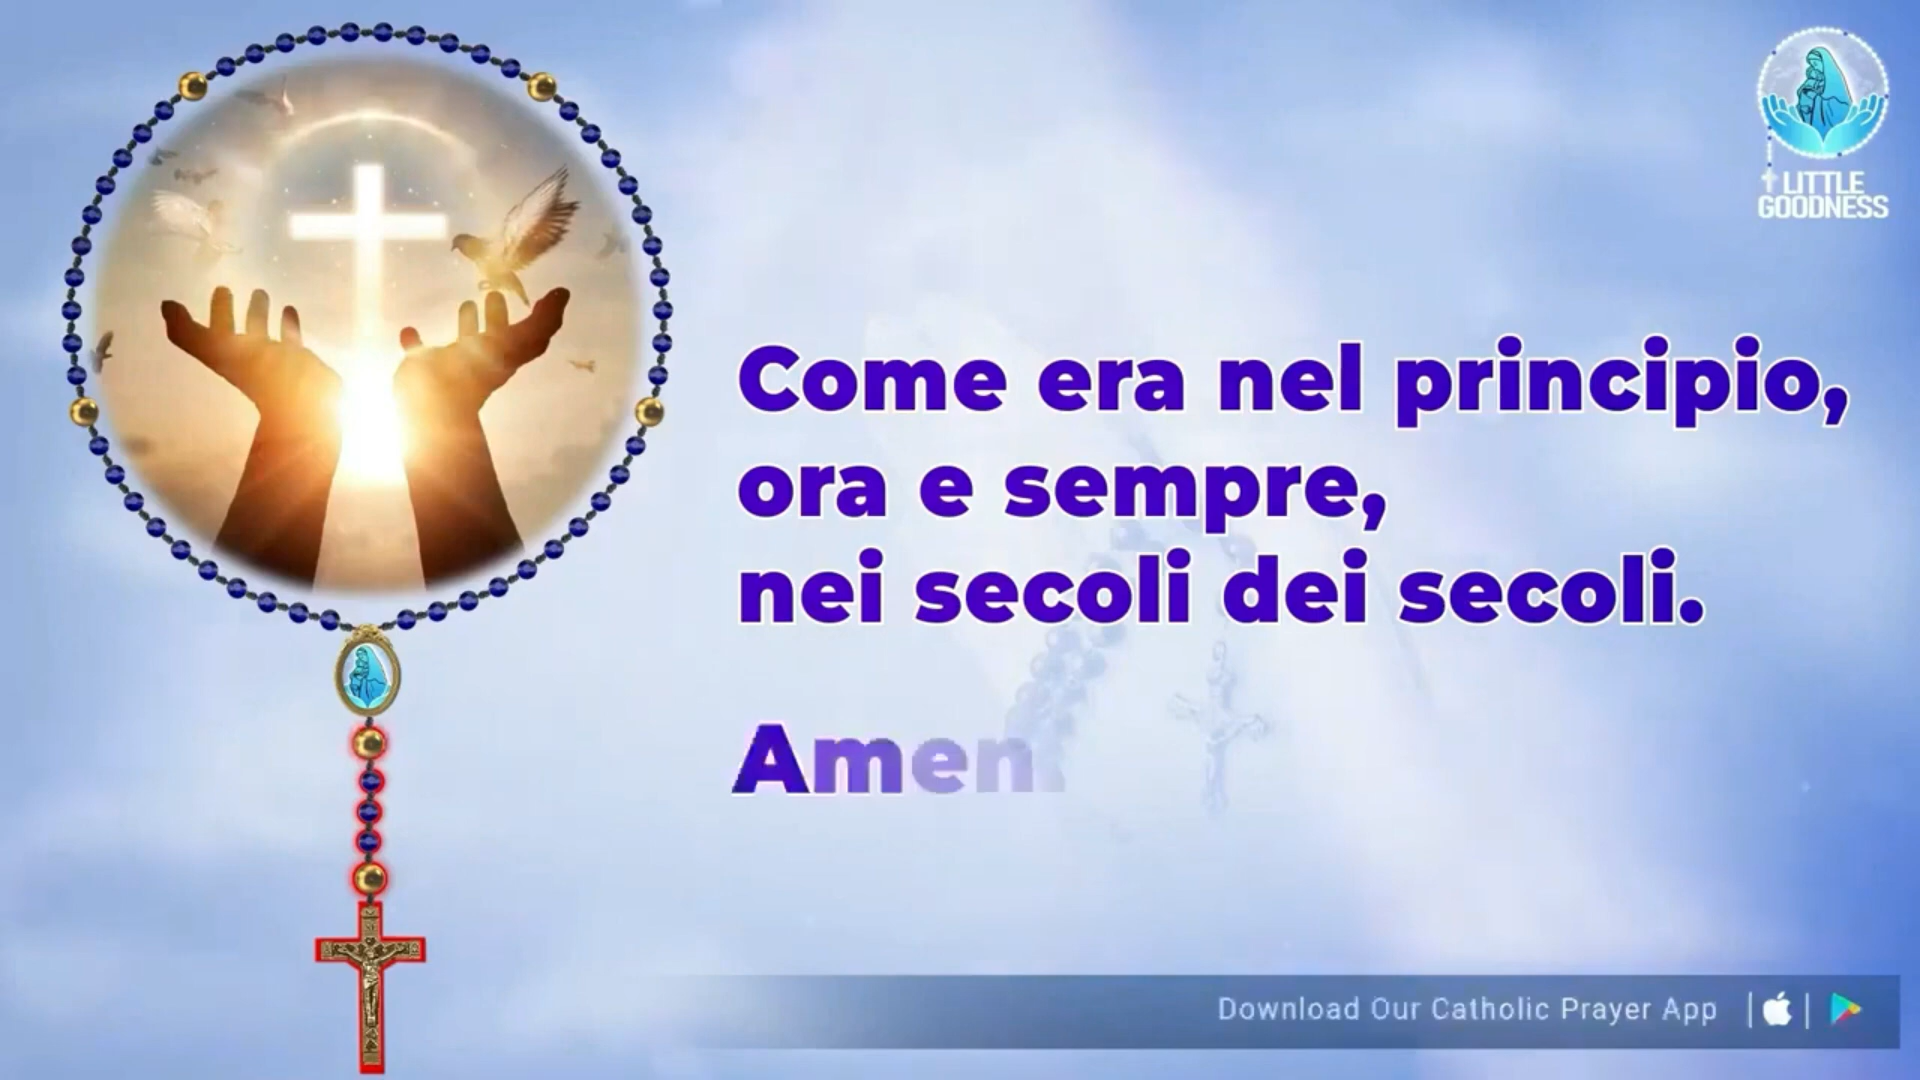 LITTLE
GOODNESS
Come era nel principio,
ora e sempre,
nei secoli dei secoli.
Amen.
Download Our Catholic Prayer App